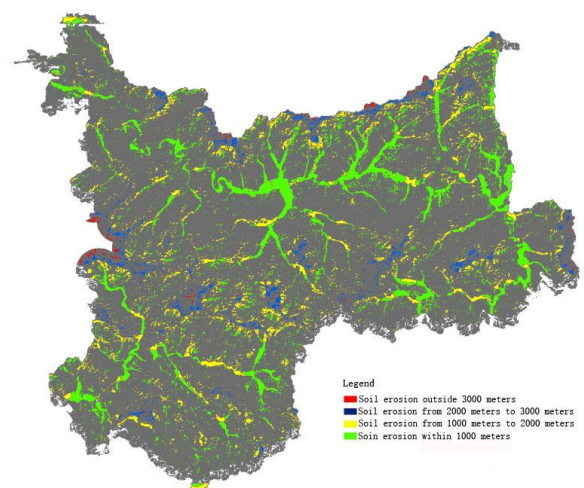 Legend
Soil erosion outside 3000 meters
Soil erosion from 2000 meters to 3000 meters
Soil erosion from 1000 meters to 2000 meters
Soin erosion within 1000 meters